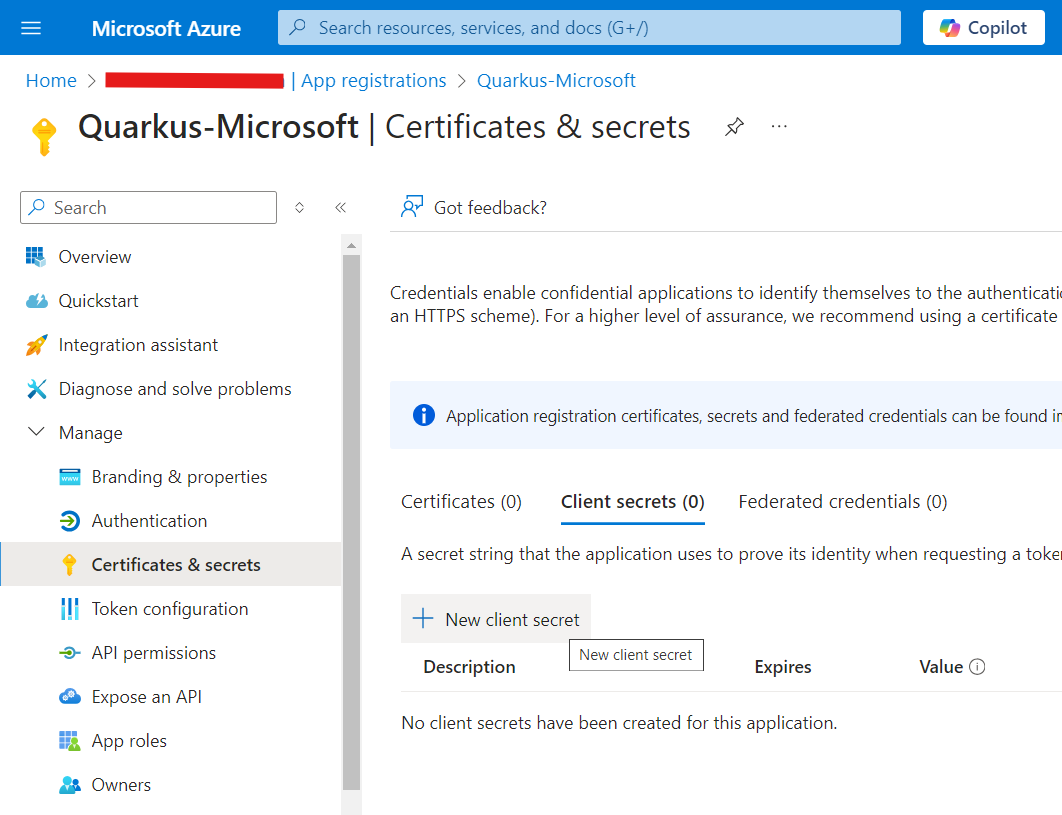 Microsoft Azure
Search resources, services, and docs (G+/)
Copilot
Home > | App registrations > Quarkus-Microsoft
Quarkus-Microsoft | Certificates & secrets
Search
Got feedback?
Overview
Quickstart
Integration assistant
Diagnose and solve problems
Manage
Branding & properties
Authentication
Certificates & secrets
Token configuration
API permissions
Expose an API
App roles
Owners
Credentials enable confidential applications to identify themselves to the authenticati
an HTTPS scheme). For a higher level of assurance, we recommend using a certificate
Application registration certificates, secrets and federated credentials can be found i
Certificates (0) Client secrets (0) Federated credentials (0)
A secret string that the application uses to prove its identity when requesting a toke
New client secret
New client secret
Description Expires Value
No client secrets have been created for this application.